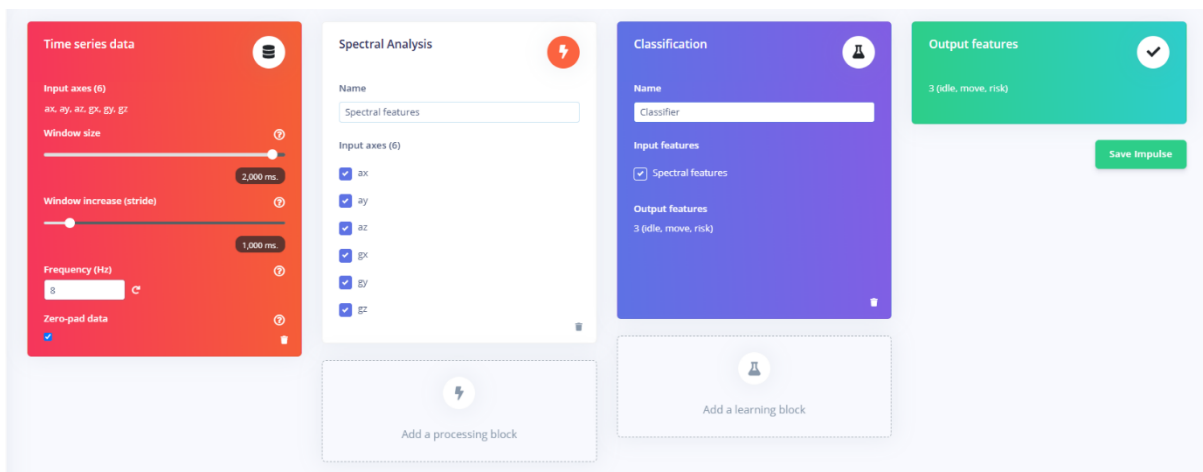 Time series data
Input axes (6)
ax, ay, az, gx, gy, gz
Window size
2,000 ms.
Window increase (stride)
1,000 ms.
Frequency (Hz)
8
Zero-pad data
Spectral Analysis
Name
Spectral features
Input axes (6)
ax
ay
az
gx
gy
gz
Add a processing block
Classification
Name
Classifier
Input features
Spectral features
Output features
3 (idle, move, risk)
Add a learning block
Output features
3 (idle, move, risk)
Save Impulse